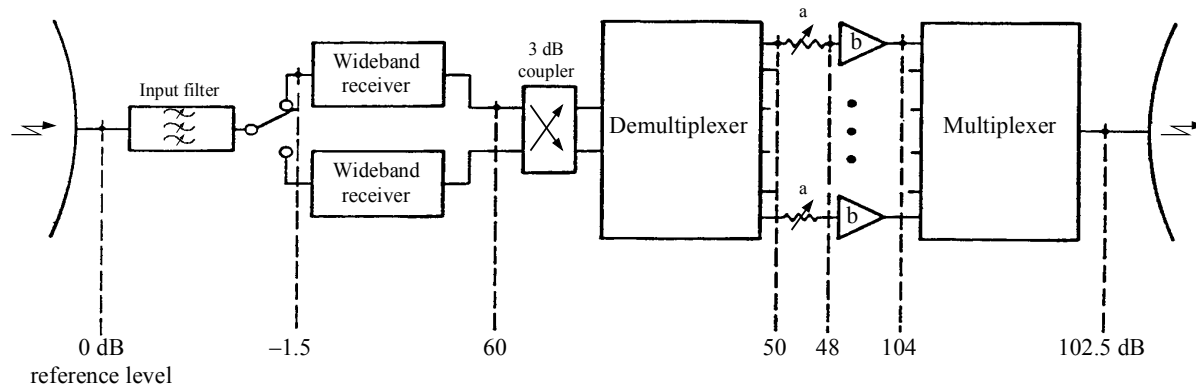 a
3 dB
coupler
b
Wideband
receiver
Input filter
Demultiplexer
Multiplexer
Wideband
receiver
a
b
0 dB
reference level
–1.5
60
50
48
104
102.5 dB